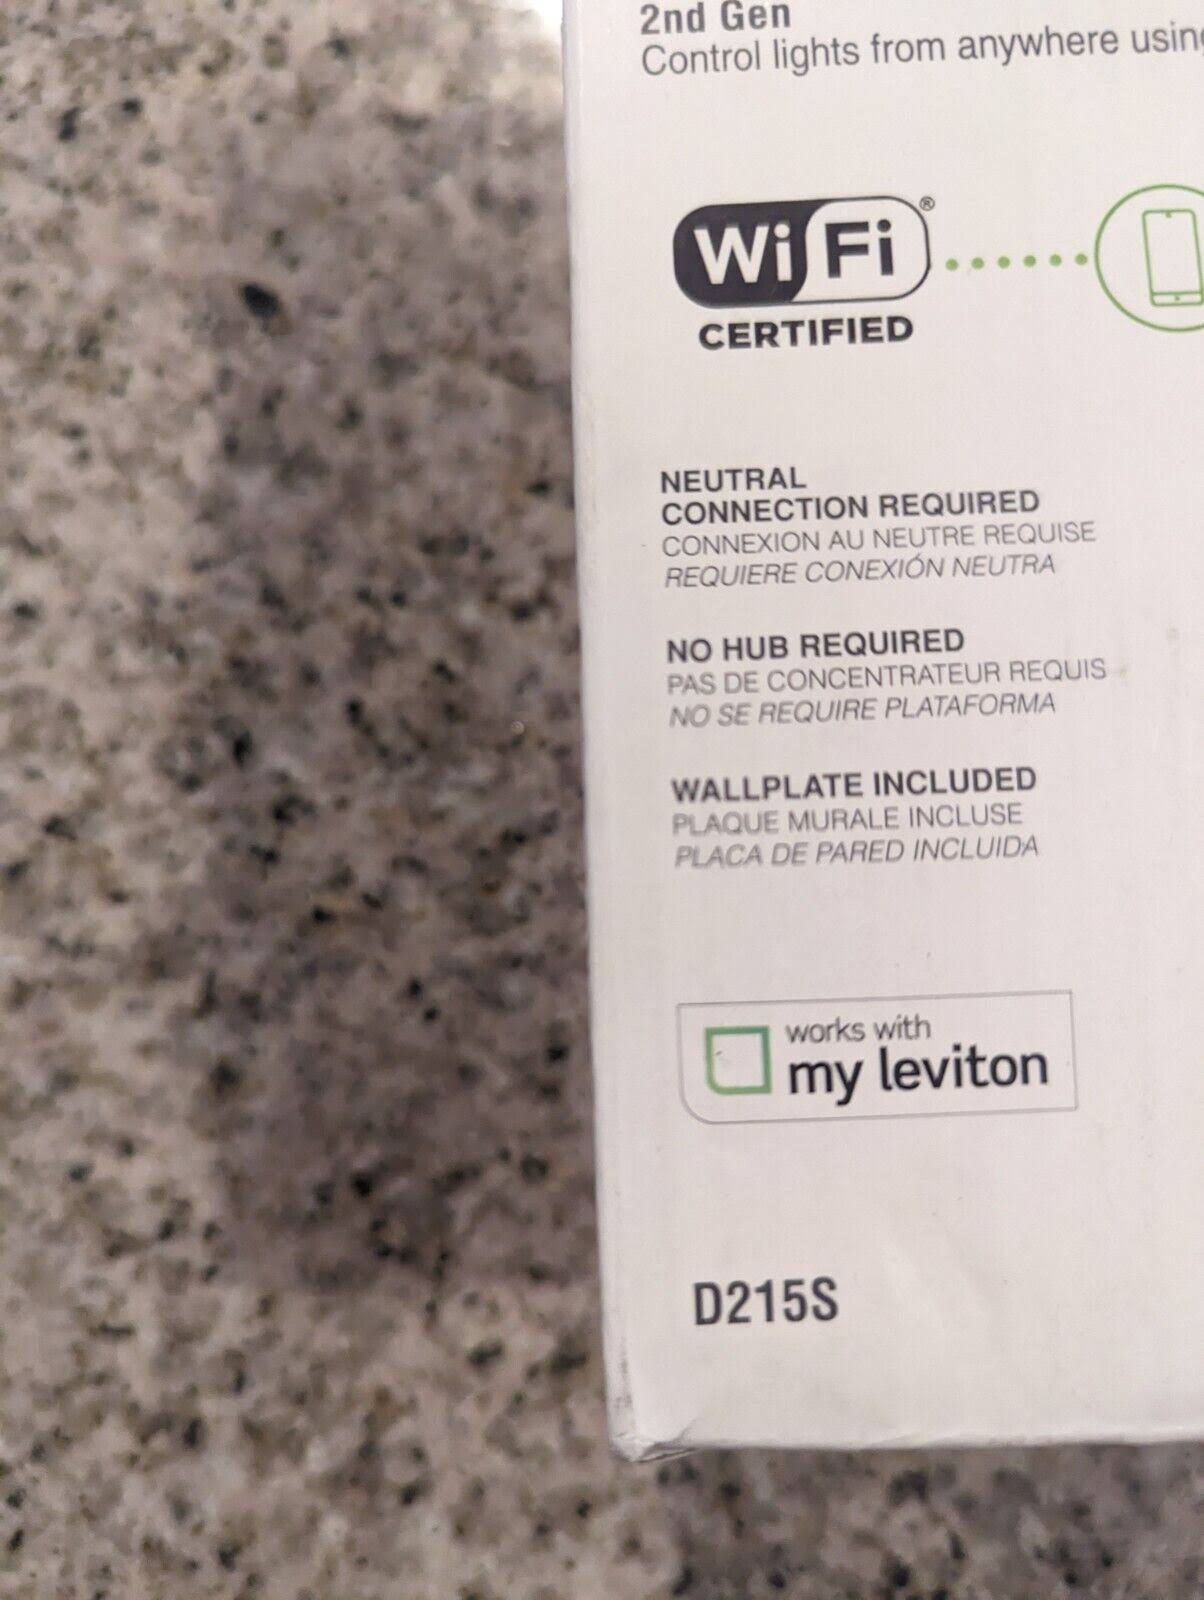 2nd Gen
Control lights from anywhere using
WiFi®
CERTIFIED
NEUTRAL
CONNECTION REQUIRED
CONNEXION AU NEUTRE REQUISE
REQUIERE CONEXIÓN NEUTRA
NO HUB REQUIRED
PAS DE CONCENTRATEUR REQUIS
NO SE REQUIRE PLATAFORMA
WALLPLATE INCLUDED
PLAQUE MURALE INCLUSE
PLACA DE PARED INCLUIDA
works with
my leviton
D215S